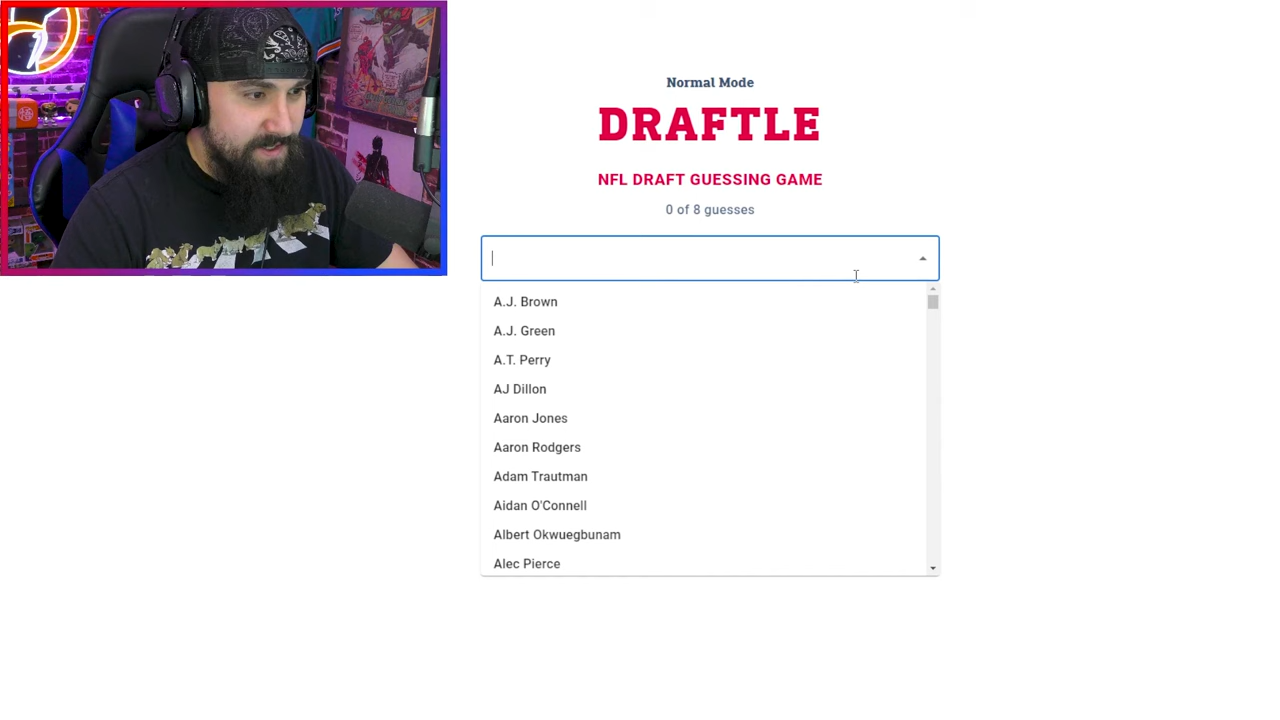 Normal Mode
DRAFTLE
NFL DRAFT GUESSING GAME
0 of 8 guesses
A.J. Brown
A.J. Green
A.T. Perry
AJ Dillon
Aaron Jones
Aaron Rodgers
Adam Trautman
Aidan O'Connell
Albert Okwuegbunam
Alec Pierce